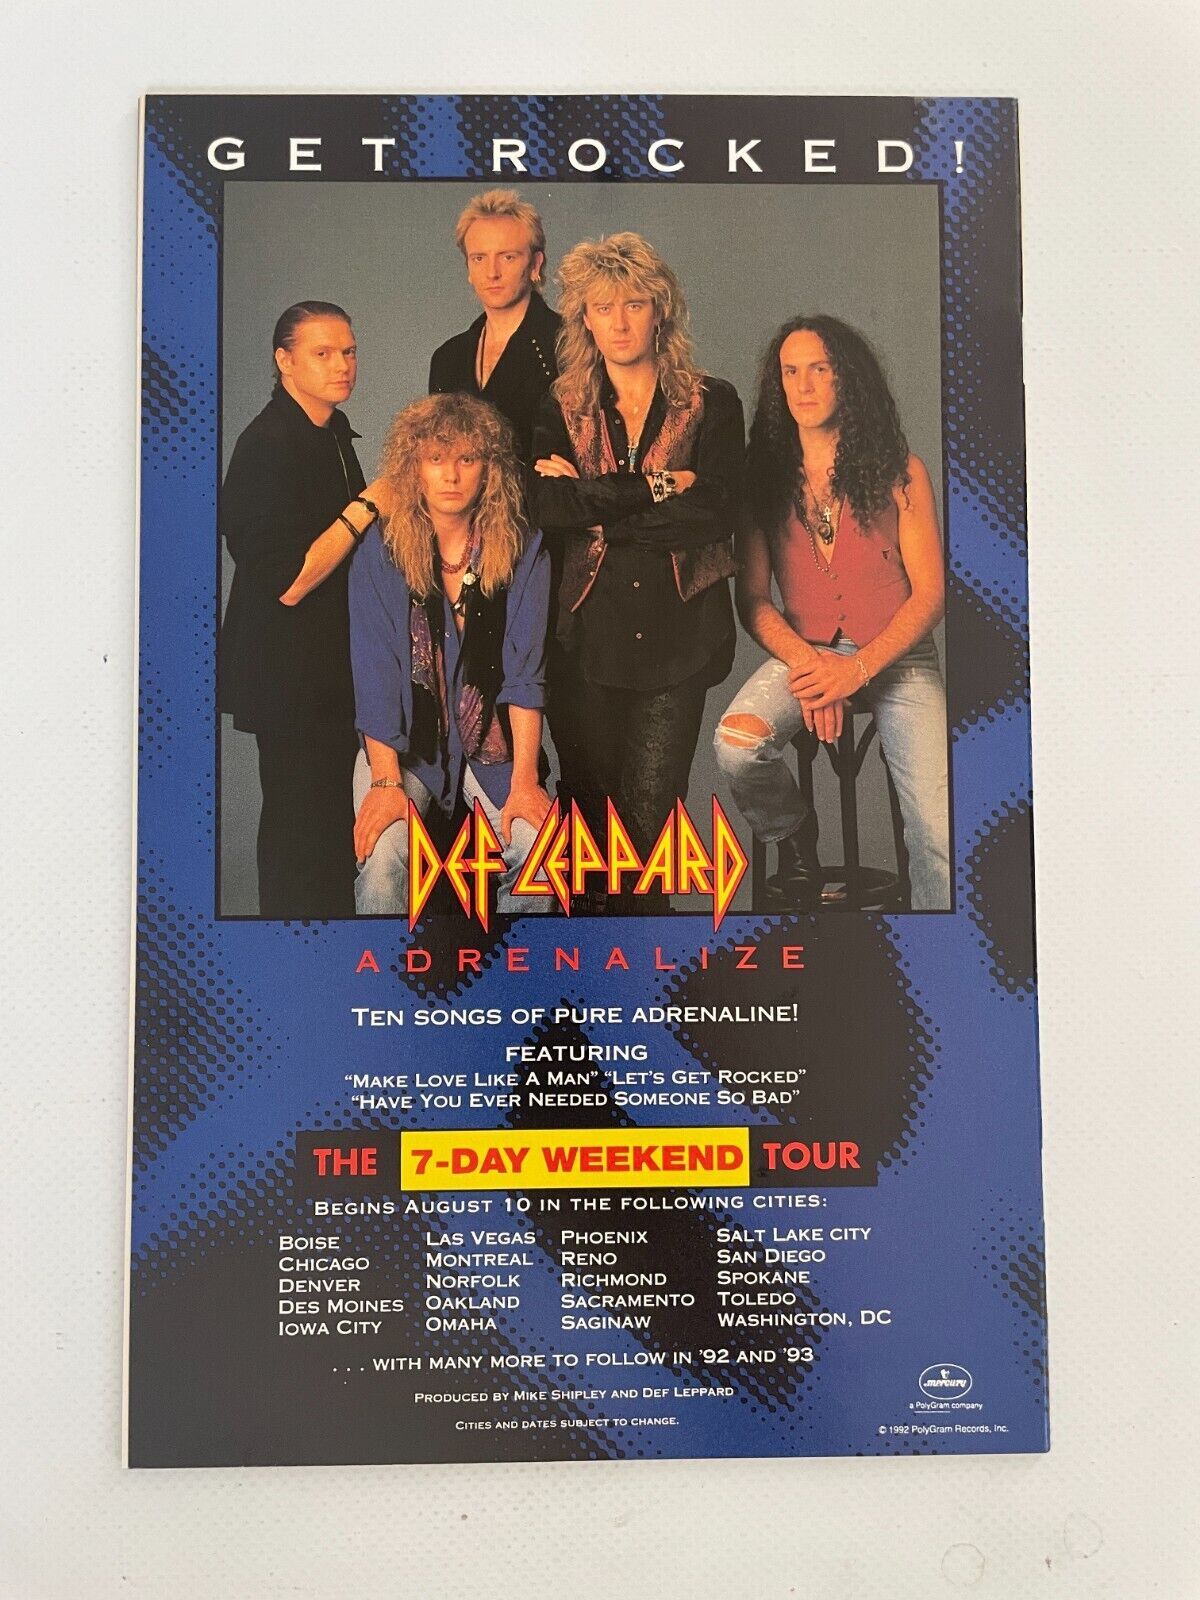 GET ROCKED!
DEF LEPPARD
ADRENALIZE
TEN SONGS OF PURE ADRENALINE!
FEATURING
"MAKE LOVE LIKE A MAN" "LET'S GET ROCKED"
"HAVE YOU EVER NEEDED SOMEONE SO BAD"
THE 7-DAY WEEKEND TOUR
BEGINS AUGUST 10 IN THE FOLLOWING CITIES:
BOISE
CHICAGO
DENVER
DES MOINES
IOWA CITY
LAS VEGAS
MONTREAL
NORFOLK
OAKLAND
OMAHA
PHOENIX
RENO
RICHMOND
SACRAMENTO
SAGINAW
SALT LAKE CITY
SAN DIEGO
SPOKANE
TOLEDO
WASHINGTON, DC
. . . WITH MANY MORE TO FOLLOW IN '92 AND '93
PRODUCED BY MIKE SHIPLEY AND DEF LEPPARD
CITIES AND DATES SUBJECT TO CHANGE.
mercury
a PolyGram company
© 1992 PolyGram Records, Inc.